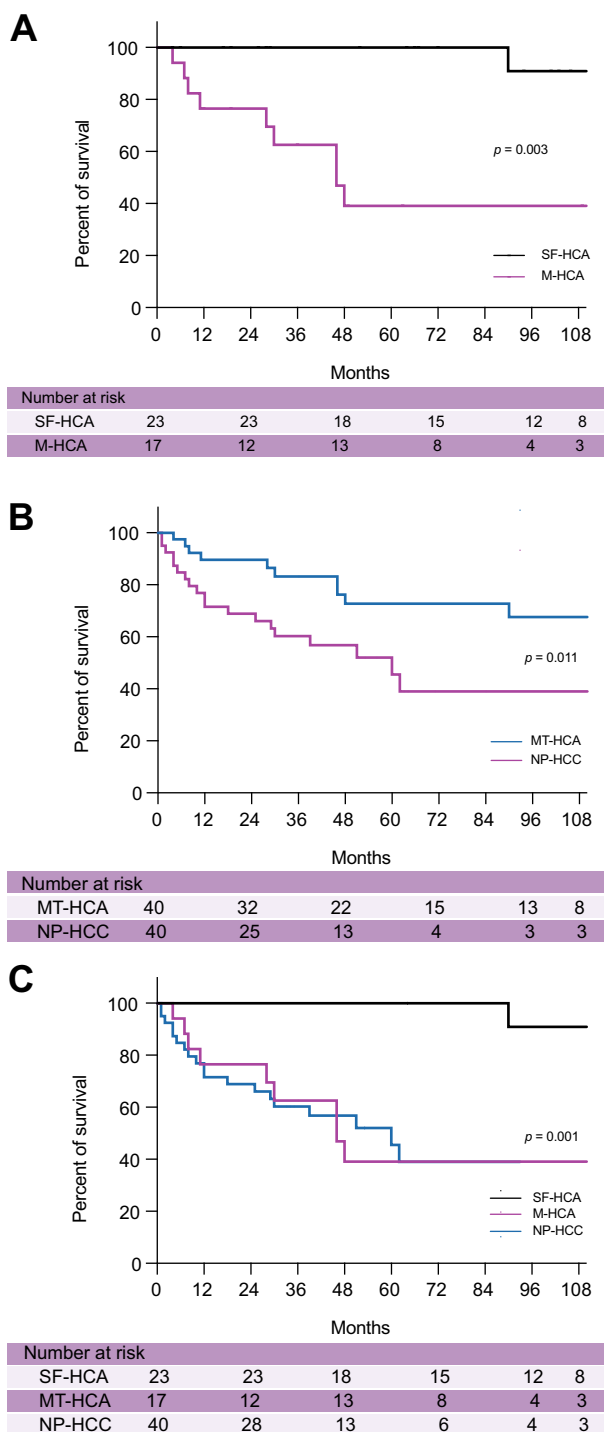 A
100
80
60
40
20
0
Percent of survival
p = 0.003
SF-HCA
M-HCA
0 12 24 36 48 60 72 84 96 108
Months
Number at risk
SF-HCA 23 23 18 15 12 8
M-HCA 17 12 13 8 4 3
B
100
80
60
40
20
0
Percent of survival
p = 0.011
MT-HCA
NP-HCC
0 12 24 36 48 60 72 84 96 108
Months
Number at risk
MT-HCA 40 32 22 15 13 8
NP-HCC 40 25 13 4 3 3
C
100
80
60
40
20
0
Percent of survival
p = 0.001
SF-HCA
M-HCA
NP-HCC
0 12 24 36 48 60 72 84 96 108
Months
Number at risk
SF-HCA 23 23 18 15 12 8
MT-HCA 17 12 13 8 4 3
NP-HCC 40 28 13 6 4 3